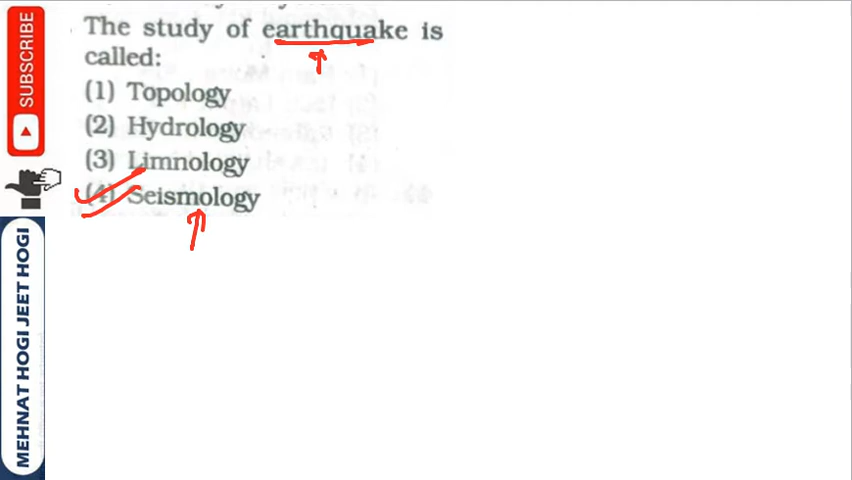 The study of earthquake is
called:
(1) Topology
(2) Hydrology
(3) Limnology
(4) Seismology
SUBSCRIBE
MEHNAT HOGI JEET HOGI